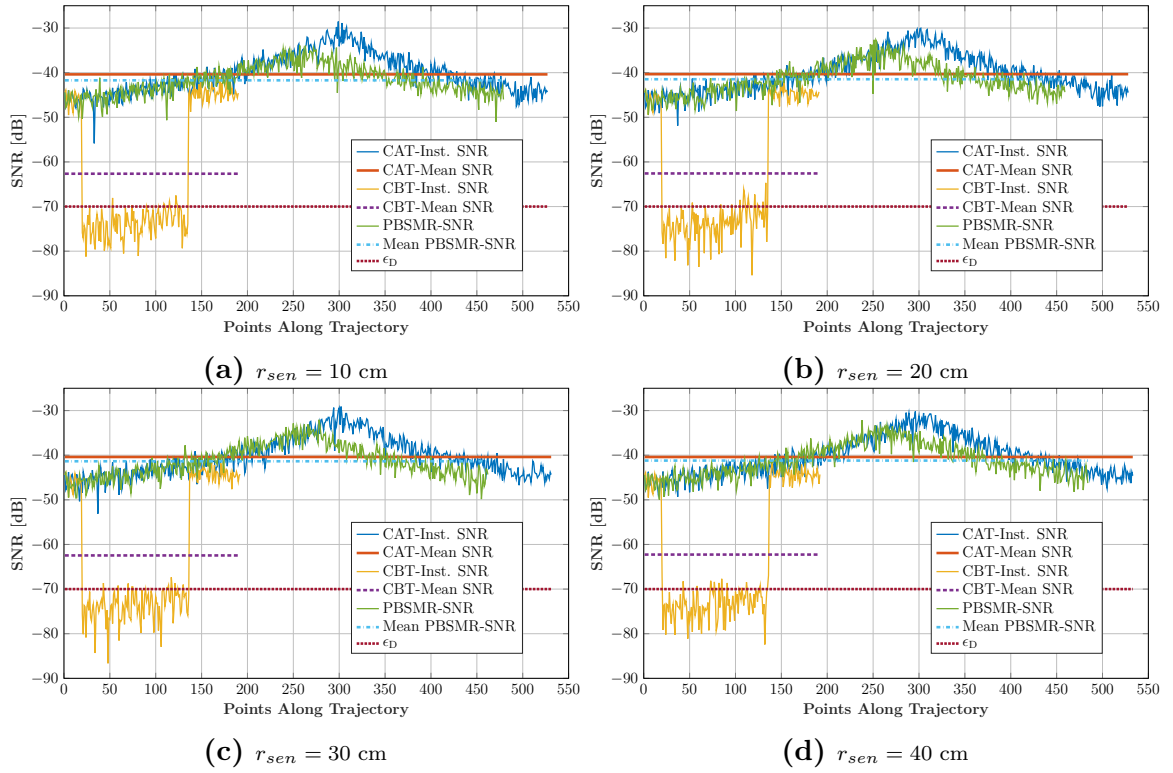 −30
−40
−50
−60
−70
−80
−90
SNR [dB]
CAT-Inst. SNR
CAT-Mean SNR
CBT-Inst. SNR
CBT-Mean SNR
PBSMR-SNR
Mean PBSMR-SNR
ϵD
0 50 100 150 200 250 300 350 400 450 500 550
Points Along Trajectory
(a) rsen = 10 cm
−30
−40
−50
−60
−70
−80
−90
SNR [dB]
CAT-Inst. SNR
CAT-Mean SNR
CBT-Inst. SNR
CBT-Mean SNR
PBSMR-SNR
Mean PBSMR-SNR
ϵD
0 50 100 150 200 250 300 350 400 450 500 550
Points Along Trajectory
(b) rsen = 20 cm
−30
−40
−50
−60
−70
−80
−90
SNR [dB]
CAT-Inst. SNR
CAT-Mean SNR
CBT-Inst. SNR
CBT-Mean SNR
PBSMR-SNR
Mean PBSMR-SNR
ϵD
0 50 100 150 200 250 300 350 400 450 500 550
Points Along Trajectory
(c) rsen = 30 cm
−30
−40
−50
−60
−70
−80
−90
SNR [dB]
CAT-Inst. SNR
CAT-Mean SNR
CBT-Inst. SNR
CBT-Mean SNR
PBSMR-SNR
Mean PBSMR-SNR
ϵD
0 50 100 150 200 250 300 350 400 450 500 550
Points Along Trajectory
(d) rsen = 40 cm